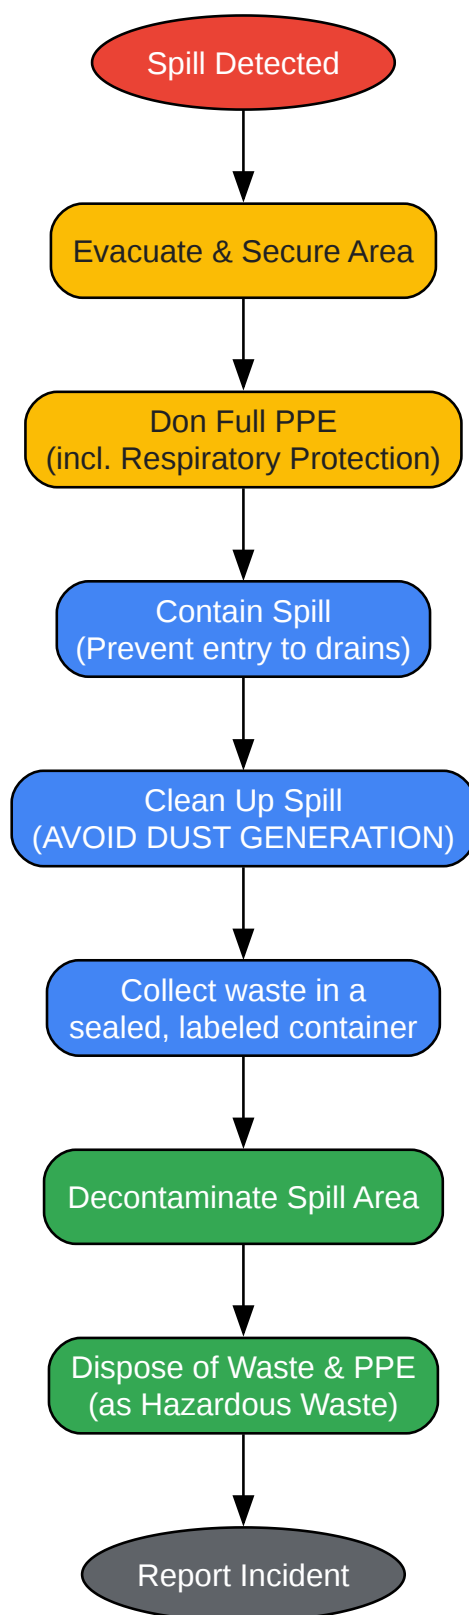 Spill Detected
Evacuate & Secure Area
Don Full PPE
(incl. Respiratory Protection)
Contain Spill
(Prevent entry to drains)
Clean Up Spill
(AVOID DUST GENERATION)
Collect waste in a
sealed, labeled container
Decontaminate Spill Area
Dispose of Waste & PPE
(as Hazardous Waste)
Report Incident